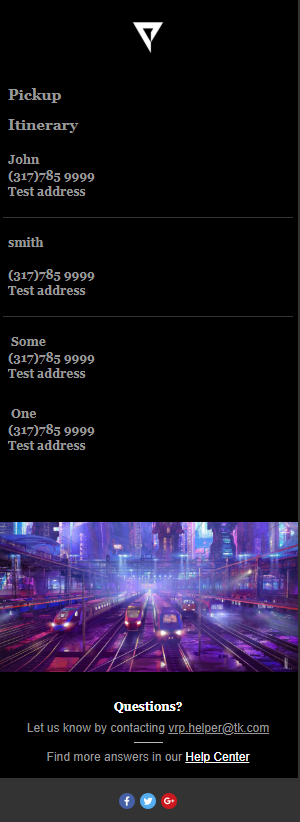 Pickup
Itinerary
John
(317)785 9999
Test address
smith
(317)785 9999
Test address
Some
(317)785 9999
Test address
One
(317)785 9999
Test address
Questions?
Let us know by contacting vrp.helper@tk.com
Find more answers in our Help Center